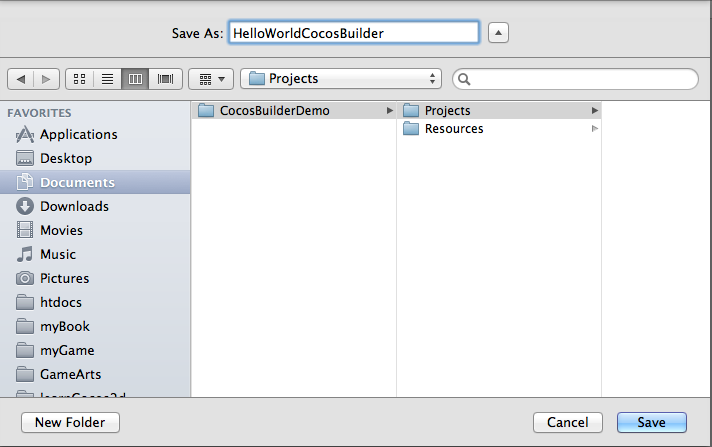 Save As: HelloWorldCocosBuilder
Projects
FAVORITES
Applications
Desktop
Documents
Downloads
Movies
Music
Pictures
htdocs
myBook
myGame
GameArts
learnCocos2d
CocosBuilderDemo
Projects
Resources
New Folder
Cancel
Save